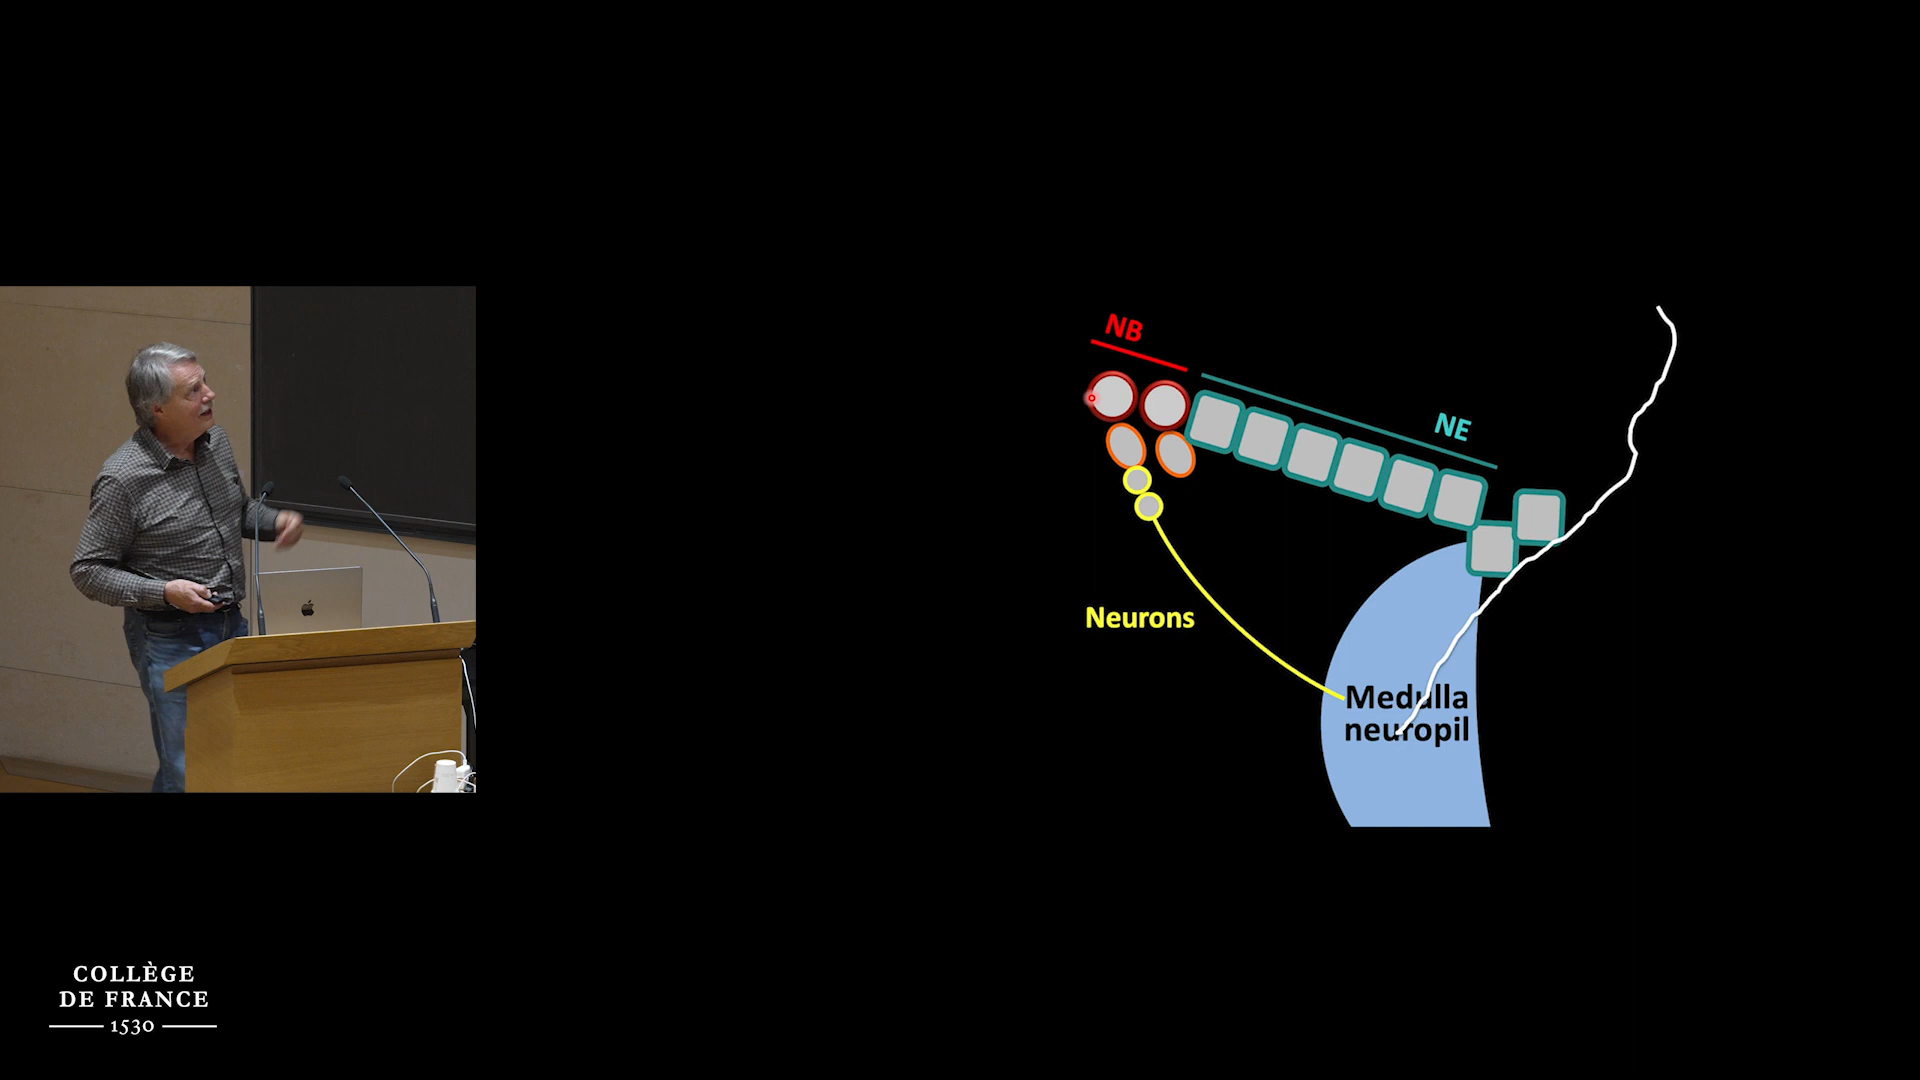 NB
NE
Neurons
Medulla
neuropil
COLLÈGE
DE FRANCE
1530